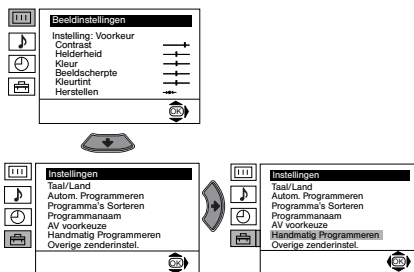 Beeldinstellingen
Instelling: Voorkeur
Contrast
Helderheid
Kleur
Beeldscherpte
Kleurtint
Herstellen
OK
Instellingen
Taal/Land
Autom. Programmeren
Programma's Sorteren
Programmanaam
AV voorkeuze
Handmatig Programmeren
Overige zenderinstel.
OK
Instellingen
Taal/Land
Autom. Programmeren
Programma's Sorteren
Programmanaam
AV voorkeuze
Handmatig Programmeren
Overige zenderinstel.
OK